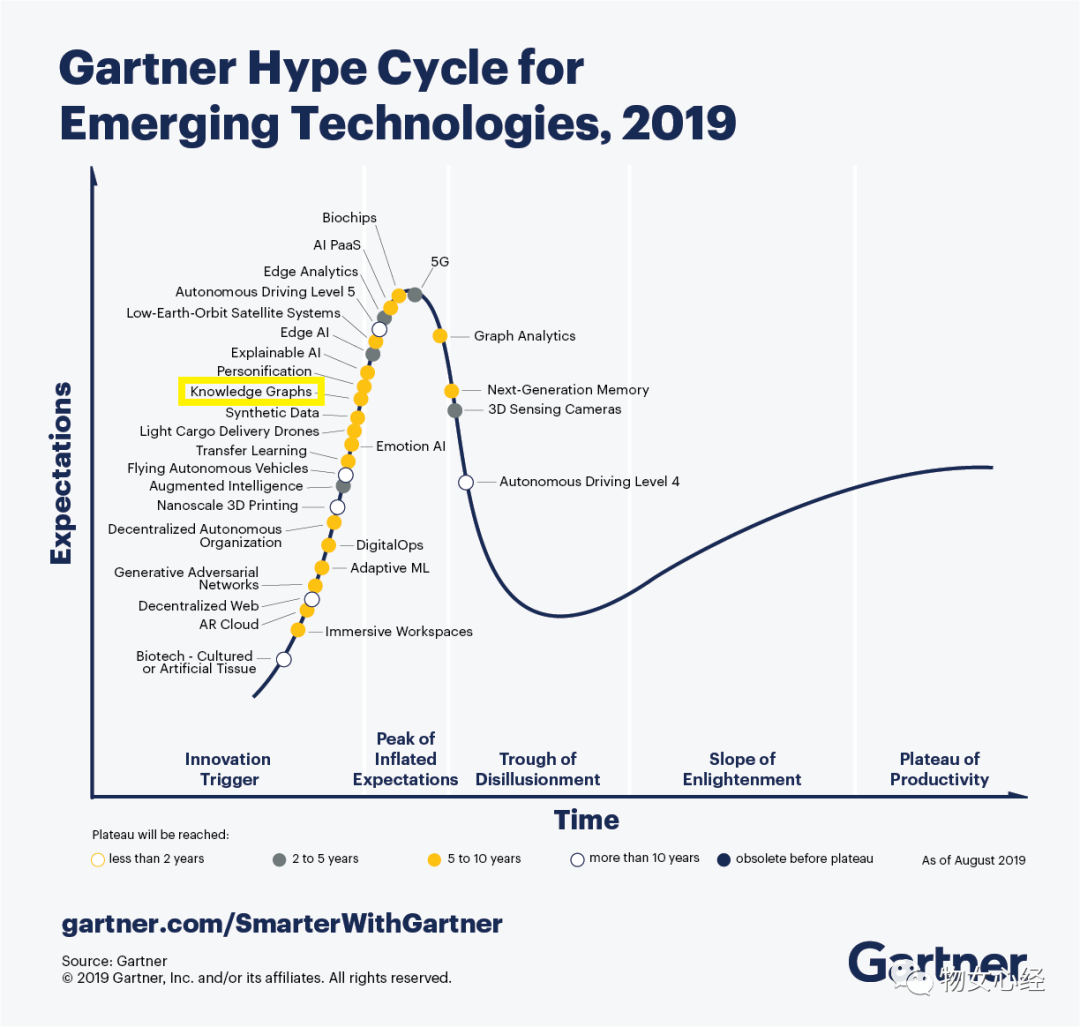 Gartner Hype Cycle for
Emerging Technologies, 2019
Expectations
Biochips
AI PaaS
5G
Edge Analytics
Autonomous Driving Level 5
Low-Earth-Orbit Satellite Systems
Edge AI
Graph Analytics
Explainable AI
Personification
Knowledge Graphs
Next-Generation Memory
Synthetic Data
3D Sensing Cameras
Light Cargo Delivery Drones
Emotion AI
Transfer Learning
Flying Autonomous Vehicles
Autonomous Driving Level 4
Augmented Intelligence
Nanoscale 3D Printing
Decentralized Autonomous
Organization
DigitalOps
Adaptive ML
Generative Adversarial
Networks
Decentralized Web
AR Cloud
Immersive Workspaces
Biotech - Cultured
or Artificial Tissue
Innovation
Trigger
Peak of
Inflated
Expectations
Trough of
Disillusionment
Slope of
Enlightenment
Plateau of
Productivity
Time
Plateau will be reached:
less than 2 years
2 to 5 years
5 to 10 years
more than 10 years
obsolete before plateau
As of August 2019
gartner.com/SmarterWithGartner
Source: Gartner
© 2019 Gartner, Inc. and/or its affiliates. All rights reserved.
Gartner
物女心经